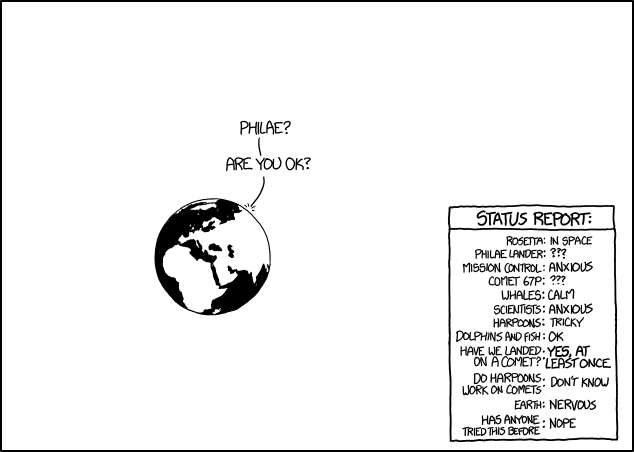 PHILAE?
ARE YOU OK?
STATUS REPORT:
ROSETTA: IN SPACE
PHILAE LANDER: ???
MISSION CONTROL: ANXIOUS
COMET 67P: ???
WHALES: CALM
SCIENTISTS: ANXIOUS
HARPOONS: TRICKY
DOLPHINS AND FISH: OK
HAVE WE LANDED ON A COMET?: YES, AT LEAST ONCE
DO HARPOONS WORK ON COMETS: DON'T KNOW
EARTH: NERVOUS
HAS ANYONE TRIED THIS BEFORE: NOPE